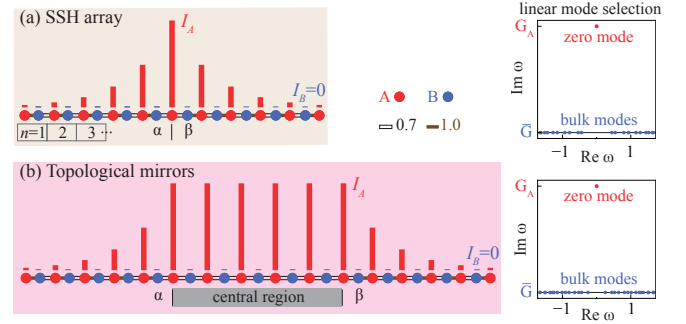 (a) SSH array
I_A
I_B=0
n=1 2 3 ...
α | β
A B
0.7 1.0
linear mode selection
G_A
zero mode
Im ω
G̅
bulk modes
−1 1
Re ω
(b) Topological mirrors
I_A
I_B=0
α central region β
G_A
zero mode
Im ω
G̅
bulk modes
−1 1
Re ω